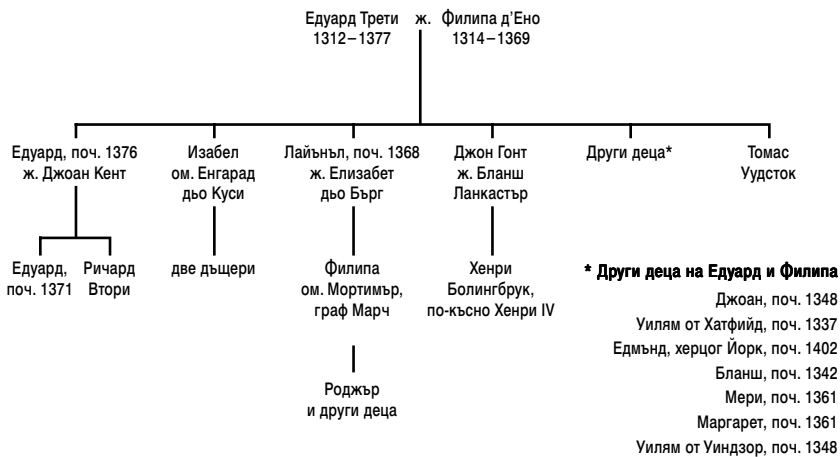 Едуард Трети ж. Филипа д’Ено
1312–1377 1314–1369
Едуард, поч. 1376
ж. Джоан Кент
Изабел
ом. Енгарад
дьо Куси
Лайънъл, поч. 1368
ж. Елизабет
дьо Бърг
Джон Гонт
ж. Бланш
Ланкастър
Други деца*
Томас
Уудсток
Едуард,
поч. 1371
Ричард
Втори
две дъщери
Филипа
ом. Мортимър,
граф Марч
Хенри
Болингбрук,
по-късно Хенри IV
Роджър
и други деца
* Други деца на Едуард и Филипа
Джоан, поч. 1348
Уилям от Хатфийд, поч. 1337
Едмънд, херцог Йорк, поч. 1402
Бланш, поч. 1342
Мери, поч. 1361
Маргарет, поч. 1361
Уилям от Уиндзор, поч. 1348